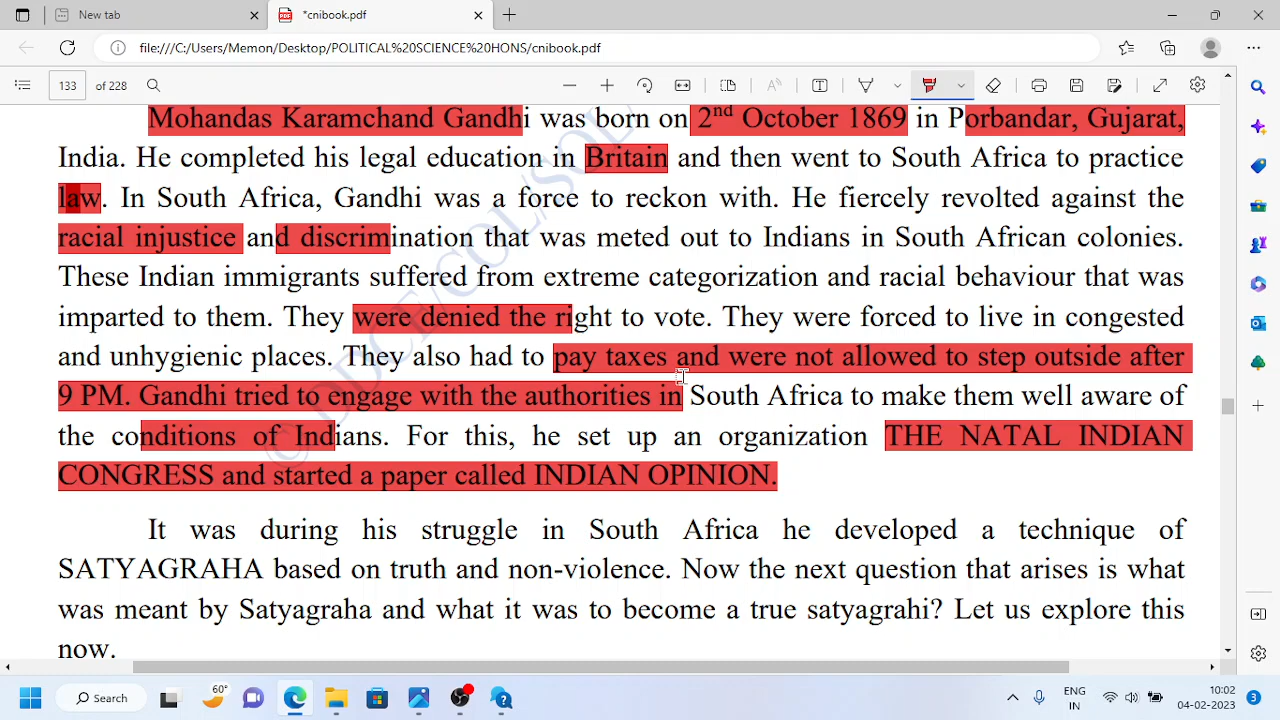 New tab
*cnibook.pdf
file:///C:/Users/Memon/Desktop/POLITICAL%20SCIENCE%20HONS/cnibook.pdf
133 of 228
Mohandas Karamchand Gandhi was born on 2nd October 1869 in Porbandar, Gujarat,
India. He completed his legal education in Britain and then went to South Africa to practice
law. In South Africa, Gandhi was a force to reckon with. He fiercely revolted against the
racial injustice and discrimination that was meted out to Indians in South African colonies.
These Indian immigrants suffered from extreme categorization and racial behaviour that was
imparted to them. They were denied the right to vote. They were forced to live in congested
and unhygienic places. They also had to pay taxes and were not allowed to step outside after
9 PM. Gandhi tried to engage with the authorities in South Africa to make them well aware of
the conditions of Indians. For this, he set up an organization THE NATAL INDIAN
CONGRESS and started a paper called INDIAN OPINION.
It was during his struggle in South Africa he developed a technique of
SATYAGRAHA based on truth and non-violence. Now the next question that arises is what
was meant by Satyagraha and what it was to become a true satyagrahi? Let us explore this
now.
© DDCE/COL/SOL
60°
Search
ENG
IN
10:02
04-02-2023
3